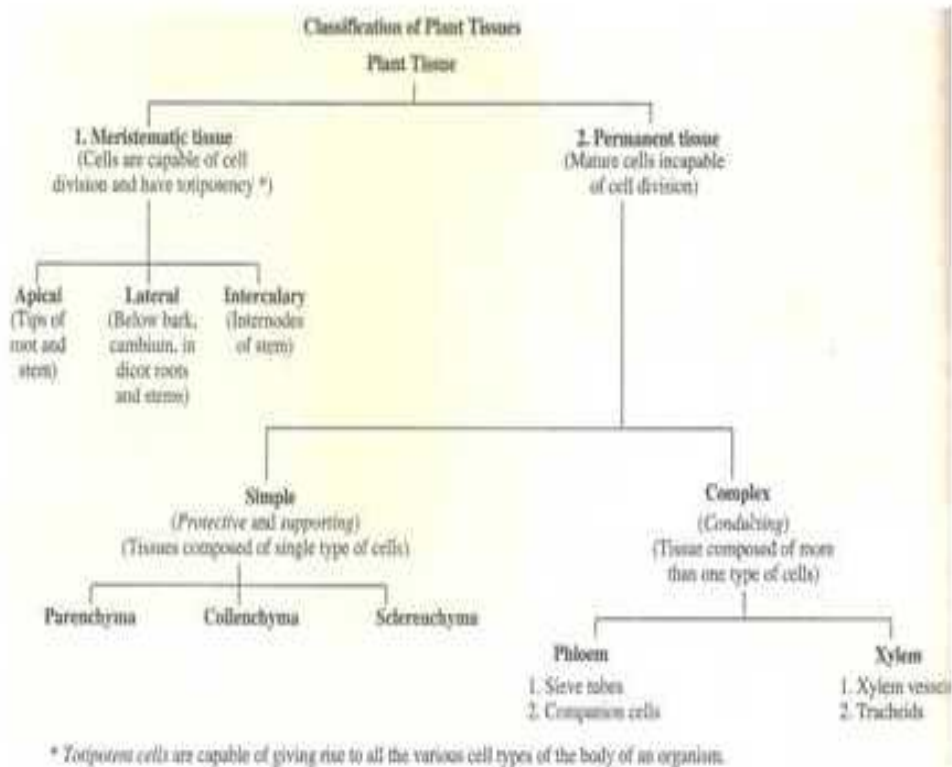 Classification of Plant Tissues
Plant Tissue
1. Meristematic tissue
(Cells are capable of cell
division and have totipotency *)
2. Permanent tissue
(Mature cells incapable
of cell division)
Apical
(Tips of
root and
stem)
Lateral
(Below bark,
cambium, in
dicot roots
and stems)
Intercalary
(Internodes
of stem)
Simple
(Protective and supporting)
(Tissues composed of single type of cells)
Complex
(Conducting)
(Tissue composed of more
than one type of cells)
Parenchyma
Collenchyma
Sclerenchyma
Phloem
1. Sieve tubes
2. Companion cells
Xylem
1. Xylem
2. Tracheids
* Totipotent cells are capable of giving rise to all the various cell types of the body of an organism.